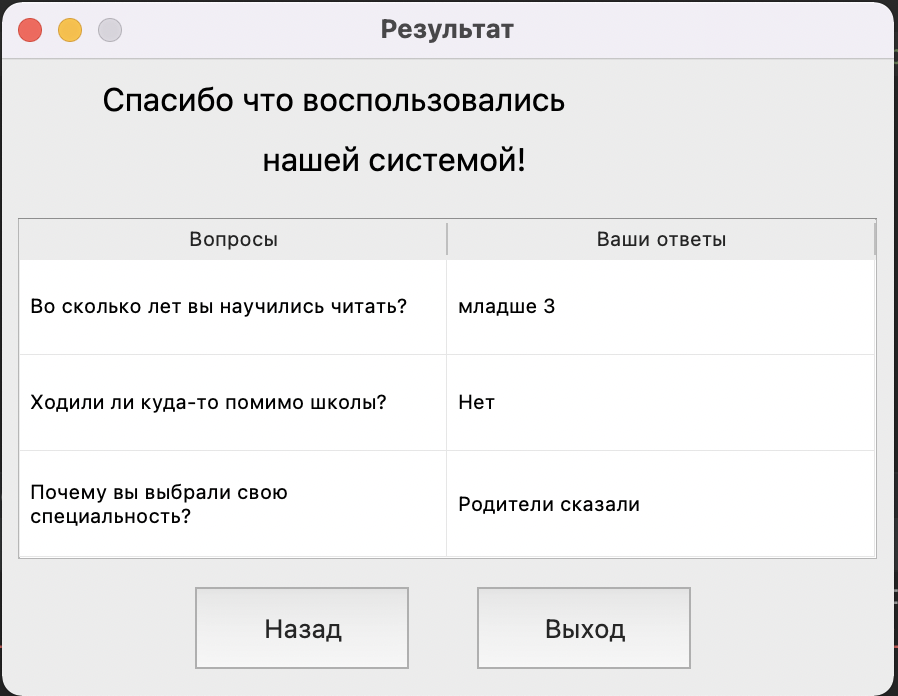 Результат
Спасибо что воспользовались
нашей системой!
Вопросы
Ваши ответы
Во сколько лет вы научились читать?
младше 3
Ходили ли куда-то помимо школы?
Нет
Почему вы выбрали свою
специальность?
Родители сказали
Назад
Выход